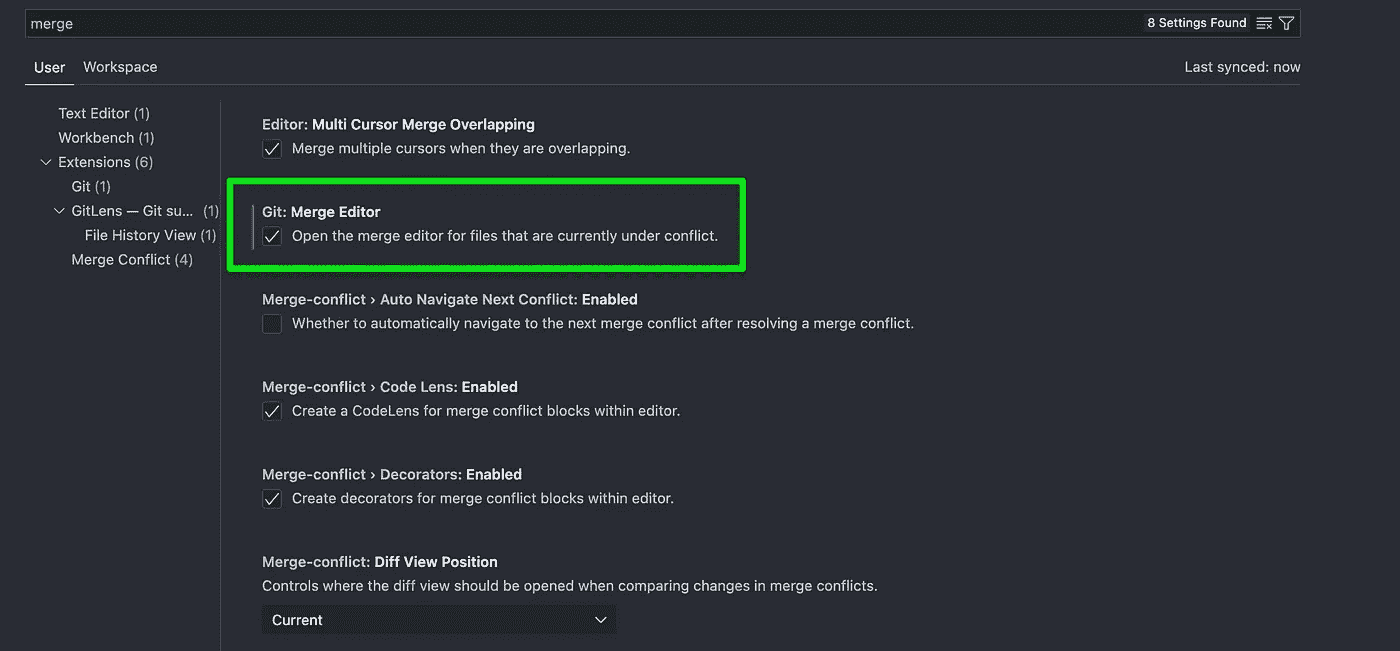 merge
8 Settings Found
User
Workspace
Last synced: now
Text Editor (1)
Workbench (1)
Extensions (6)
Git (1)
GitLens — Git su... (1)
File History View (1)
Merge Conflict (4)
Editor: Multi Cursor Merge Overlapping
Merge multiple cursors when they are overlapping.
Git: Merge Editor
Open the merge editor for files that are currently under conflict.
Merge-conflict › Auto Navigate Next Conflict: Enabled
Whether to automatically navigate to the next merge conflict after resolving a merge conflict.
Merge-conflict › Code Lens: Enabled
Create a CodeLens for merge conflict blocks within editor.
Merge-conflict › Decorators: Enabled
Create decorators for merge conflict blocks within editor.
Merge-conflict: Diff View Position
Controls where the diff view should be opened when comparing changes in merge conflicts.
Current